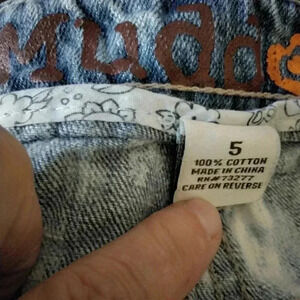 Mudd
5
100% COTTON
MADE IN CHINA
RN# 73277
CARE ON REVERSE